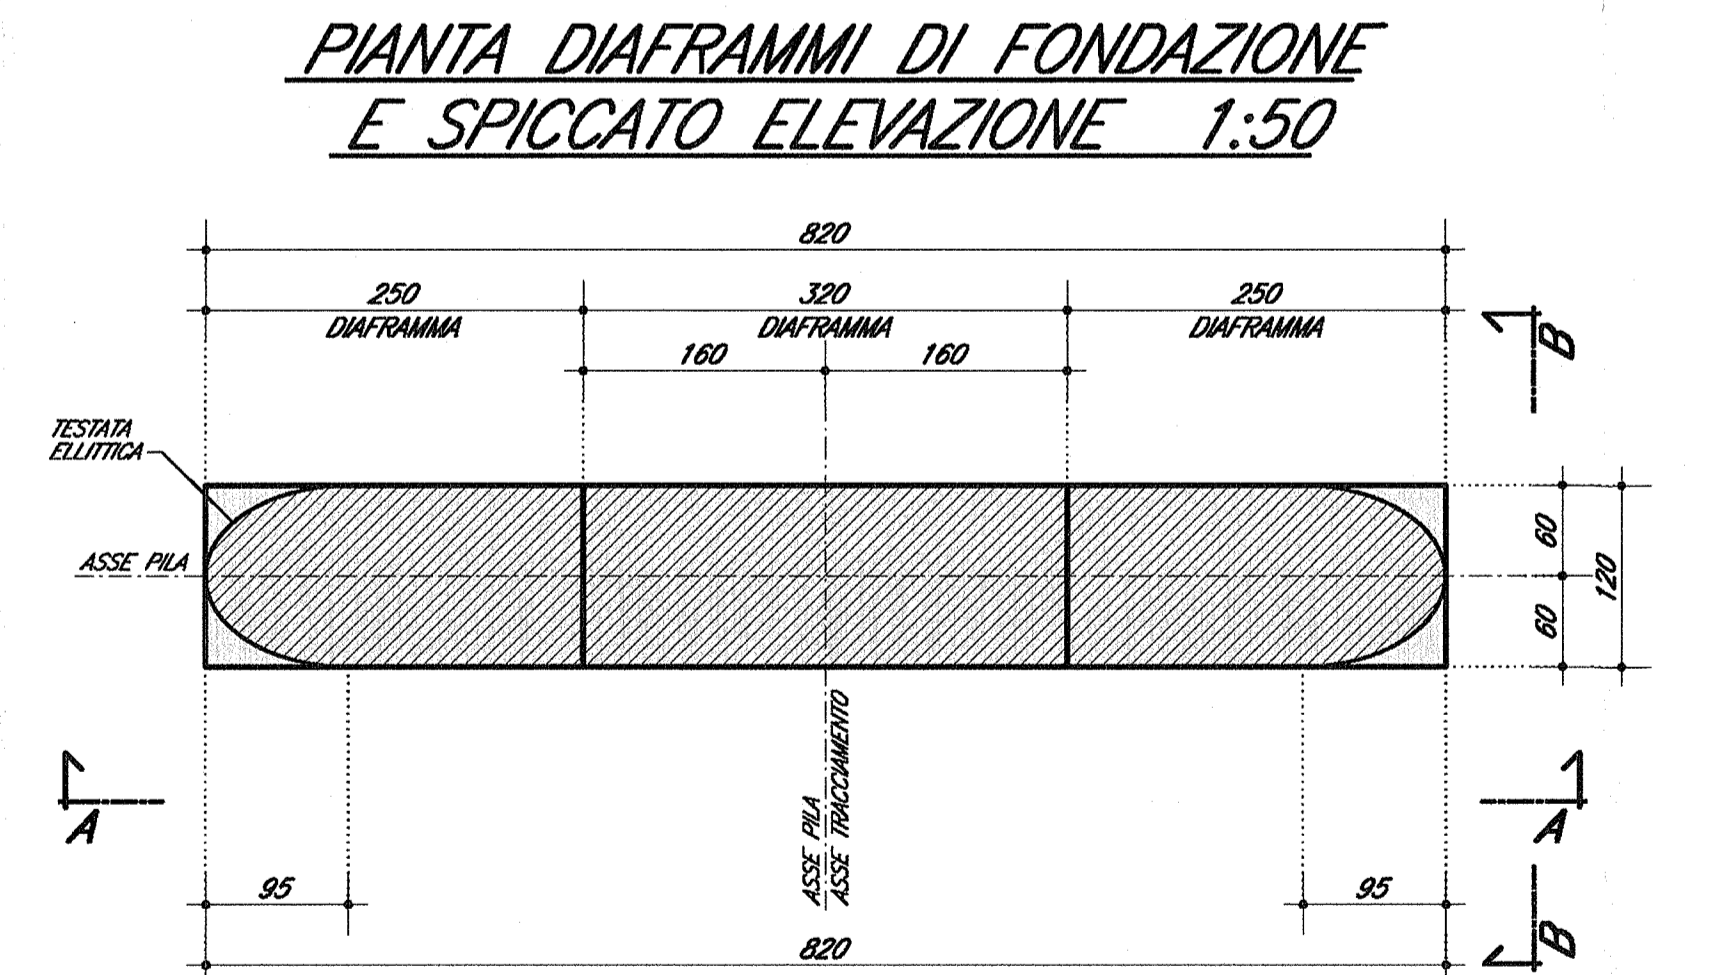 PIANTA DIAFRAMMI DI FONDAZIONE
E SPICCATO ELEVAZIONE 1:50
820
250
320
250
DIAFRAMMA
DIAFRAMMA
DIAFRAMMA
160
160
B
TESTATA
ELLITTICA
ASSE PILA
60
60
120
ASSE PILA
ASSE TRACCIAMENTO
A
A
95
95
B
820